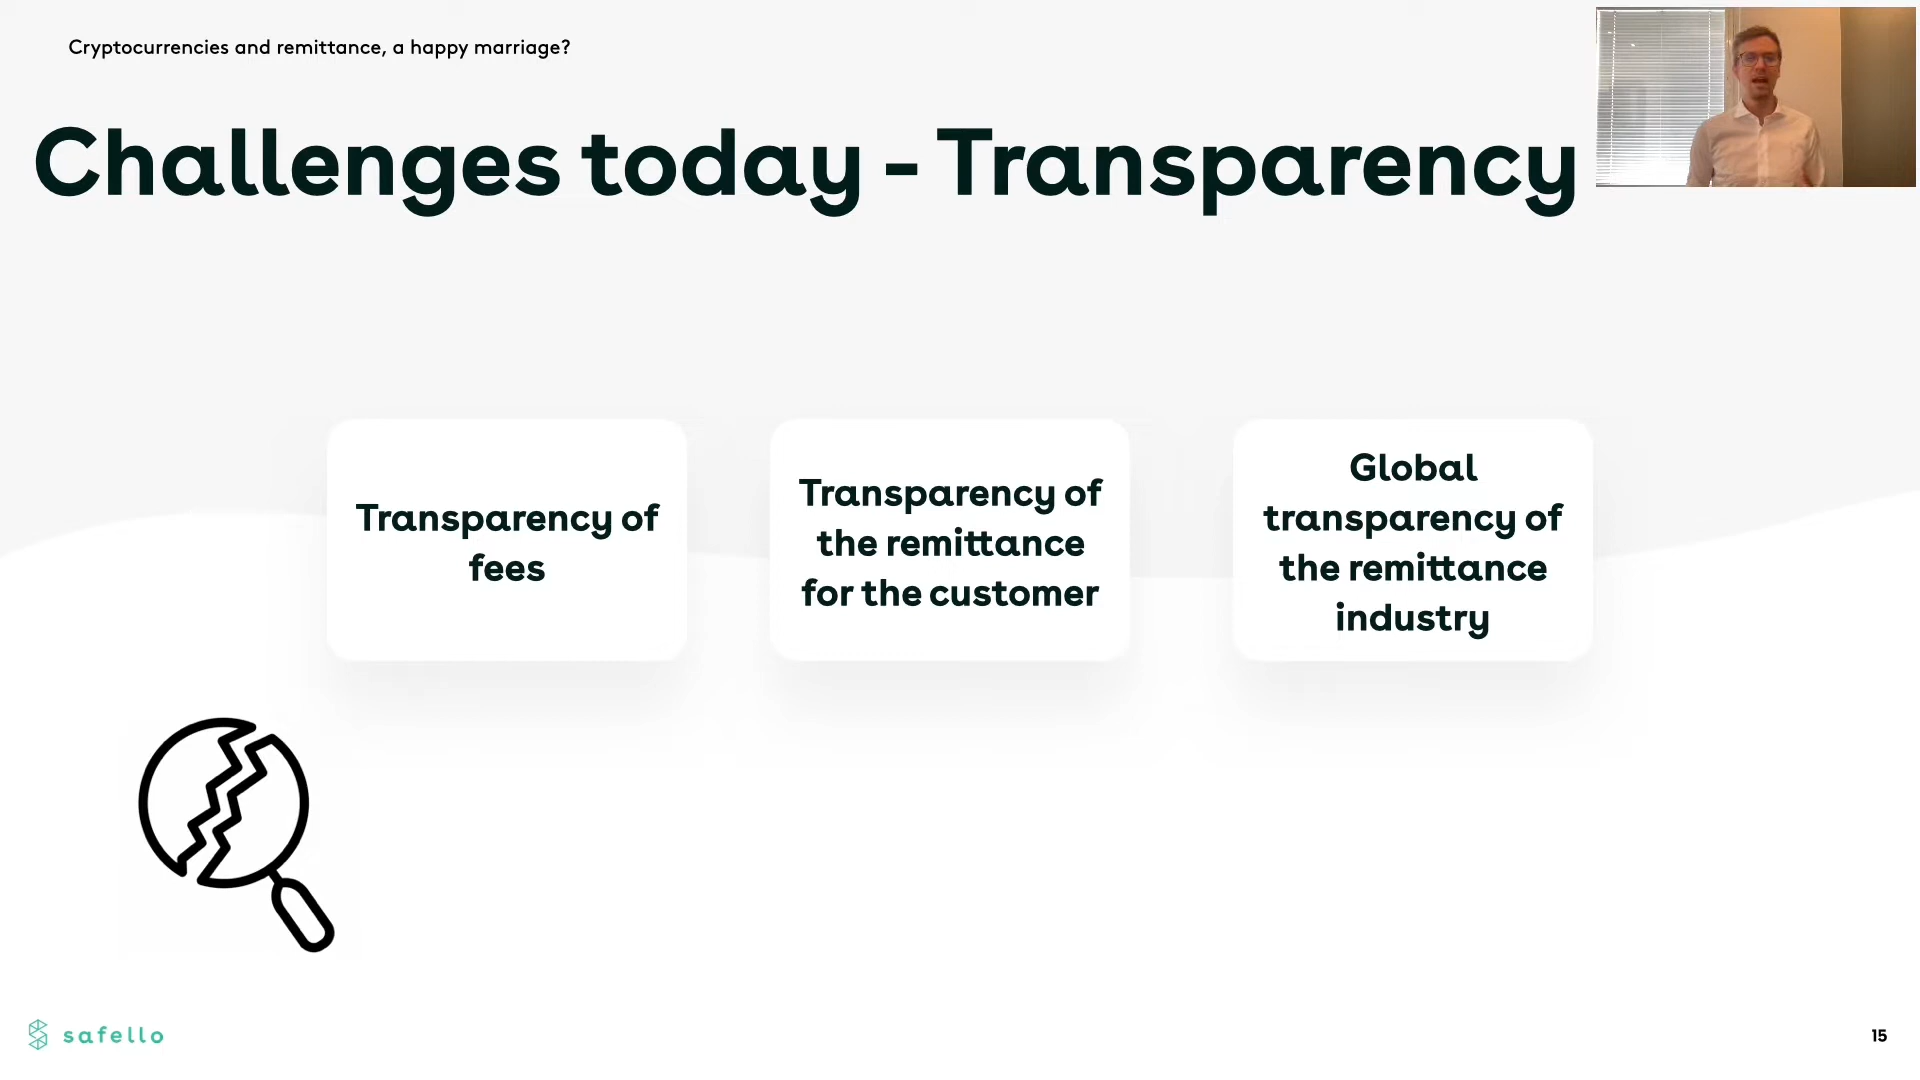 Cryptocurrencies and remittance, a happy marriage?
Challenges today - Transparency
Transparency of
fees
Transparency of
the remittance
for the customer
Global
transparency of
the remittance
industry
safello
15